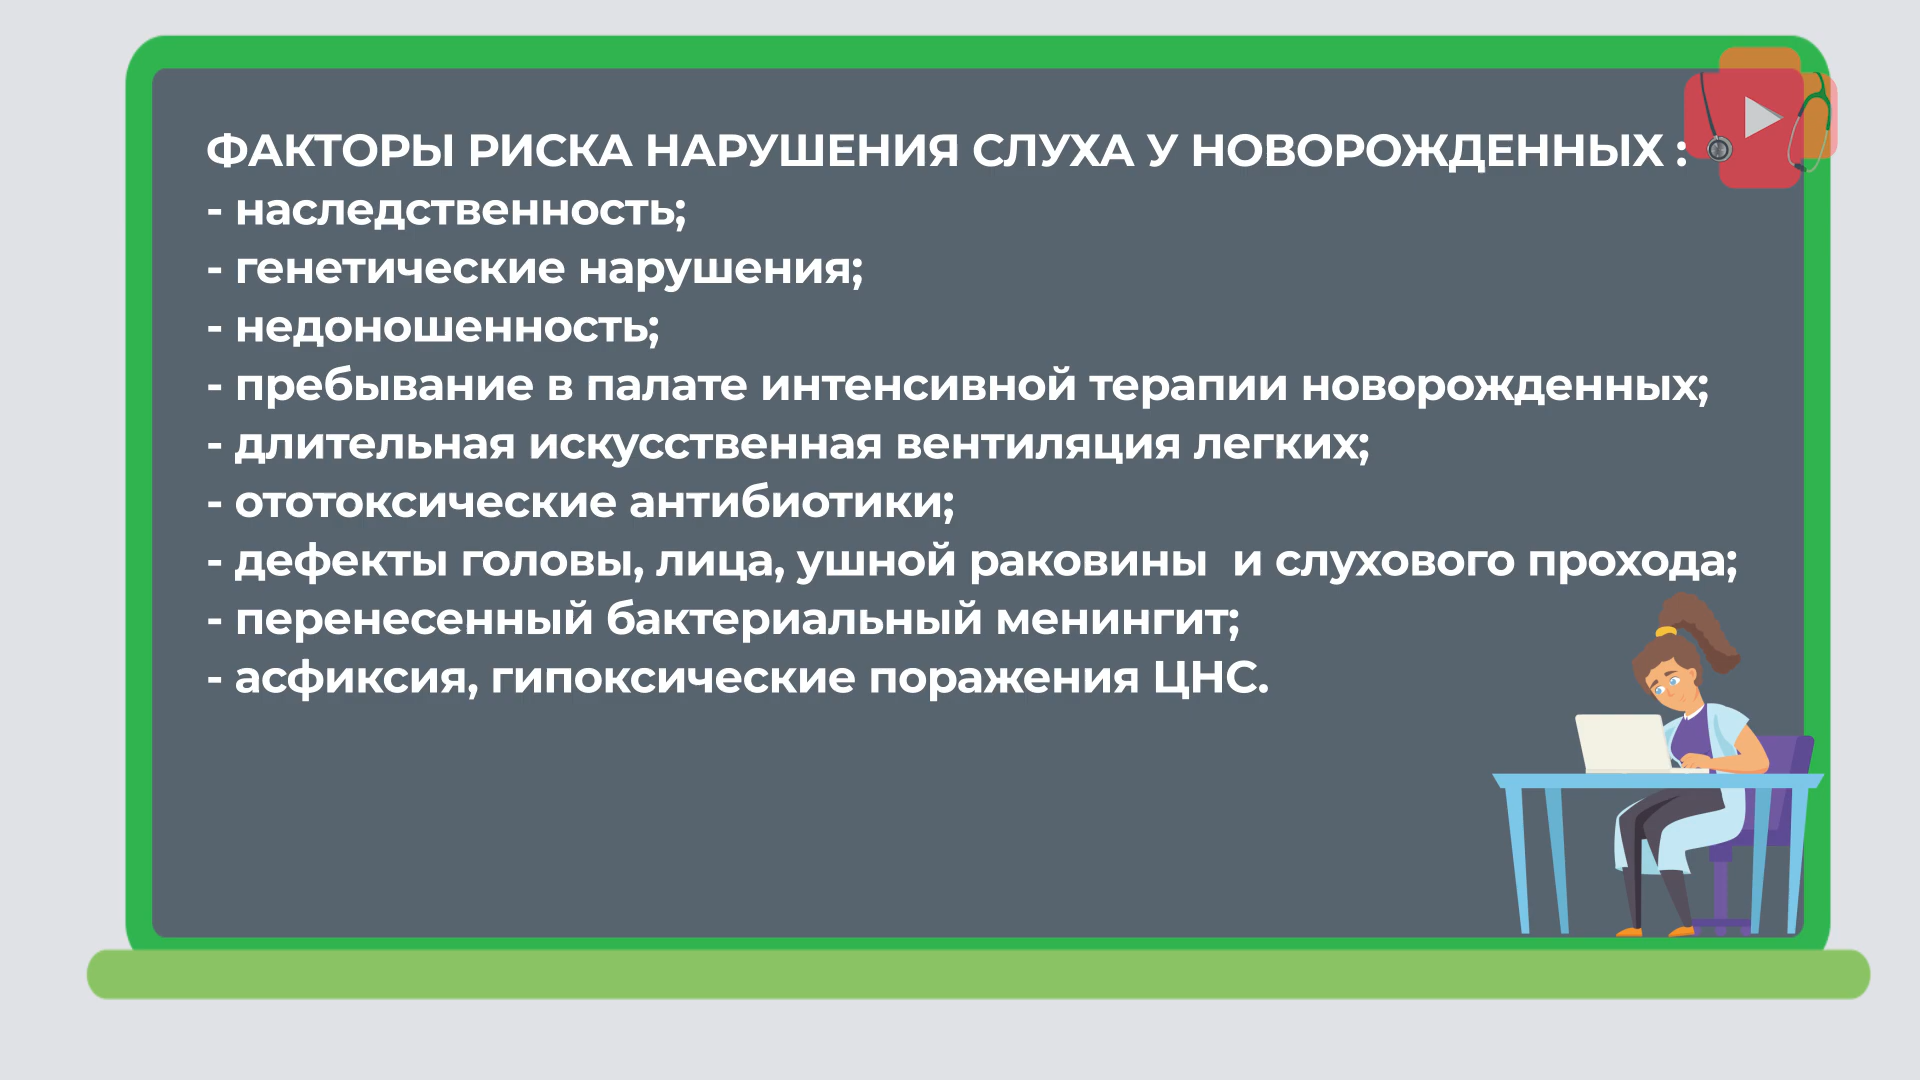 ФАКТОРЫ РИСКА НАРУШЕНИЯ СЛУХА У НОВОРОЖДЕННЫХ :
- наследственность;
- генетические нарушения;
- недоношенность;
- пребывание в палате интенсивной терапии новорожденных;
- длительная искусственная вентиляция легких;
- ототоксические антибиотики;
- дефекты головы, лица, ушной раковины  и слухового прохода;
- перенесенный бактериальный менингит;
- асфиксия, гипоксические поражения ЦНС.